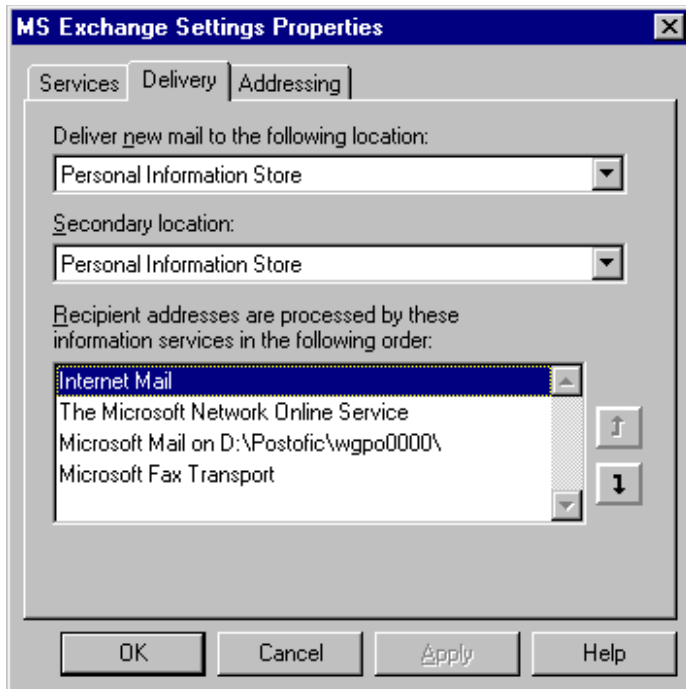 MS Exchange Settings Properties
Services Delivery Addressing
Deliver new mail to the following location:
Personal Information Store
Secondary location:
Personal Information Store
Recipient addresses are processed by these
information services in the following order:
Internet Mail
The Microsoft Network Online Service
Microsoft Mail on D:\Postofic\wgpo0000\
Microsoft Fax Transport
OK Cancel Apply Help